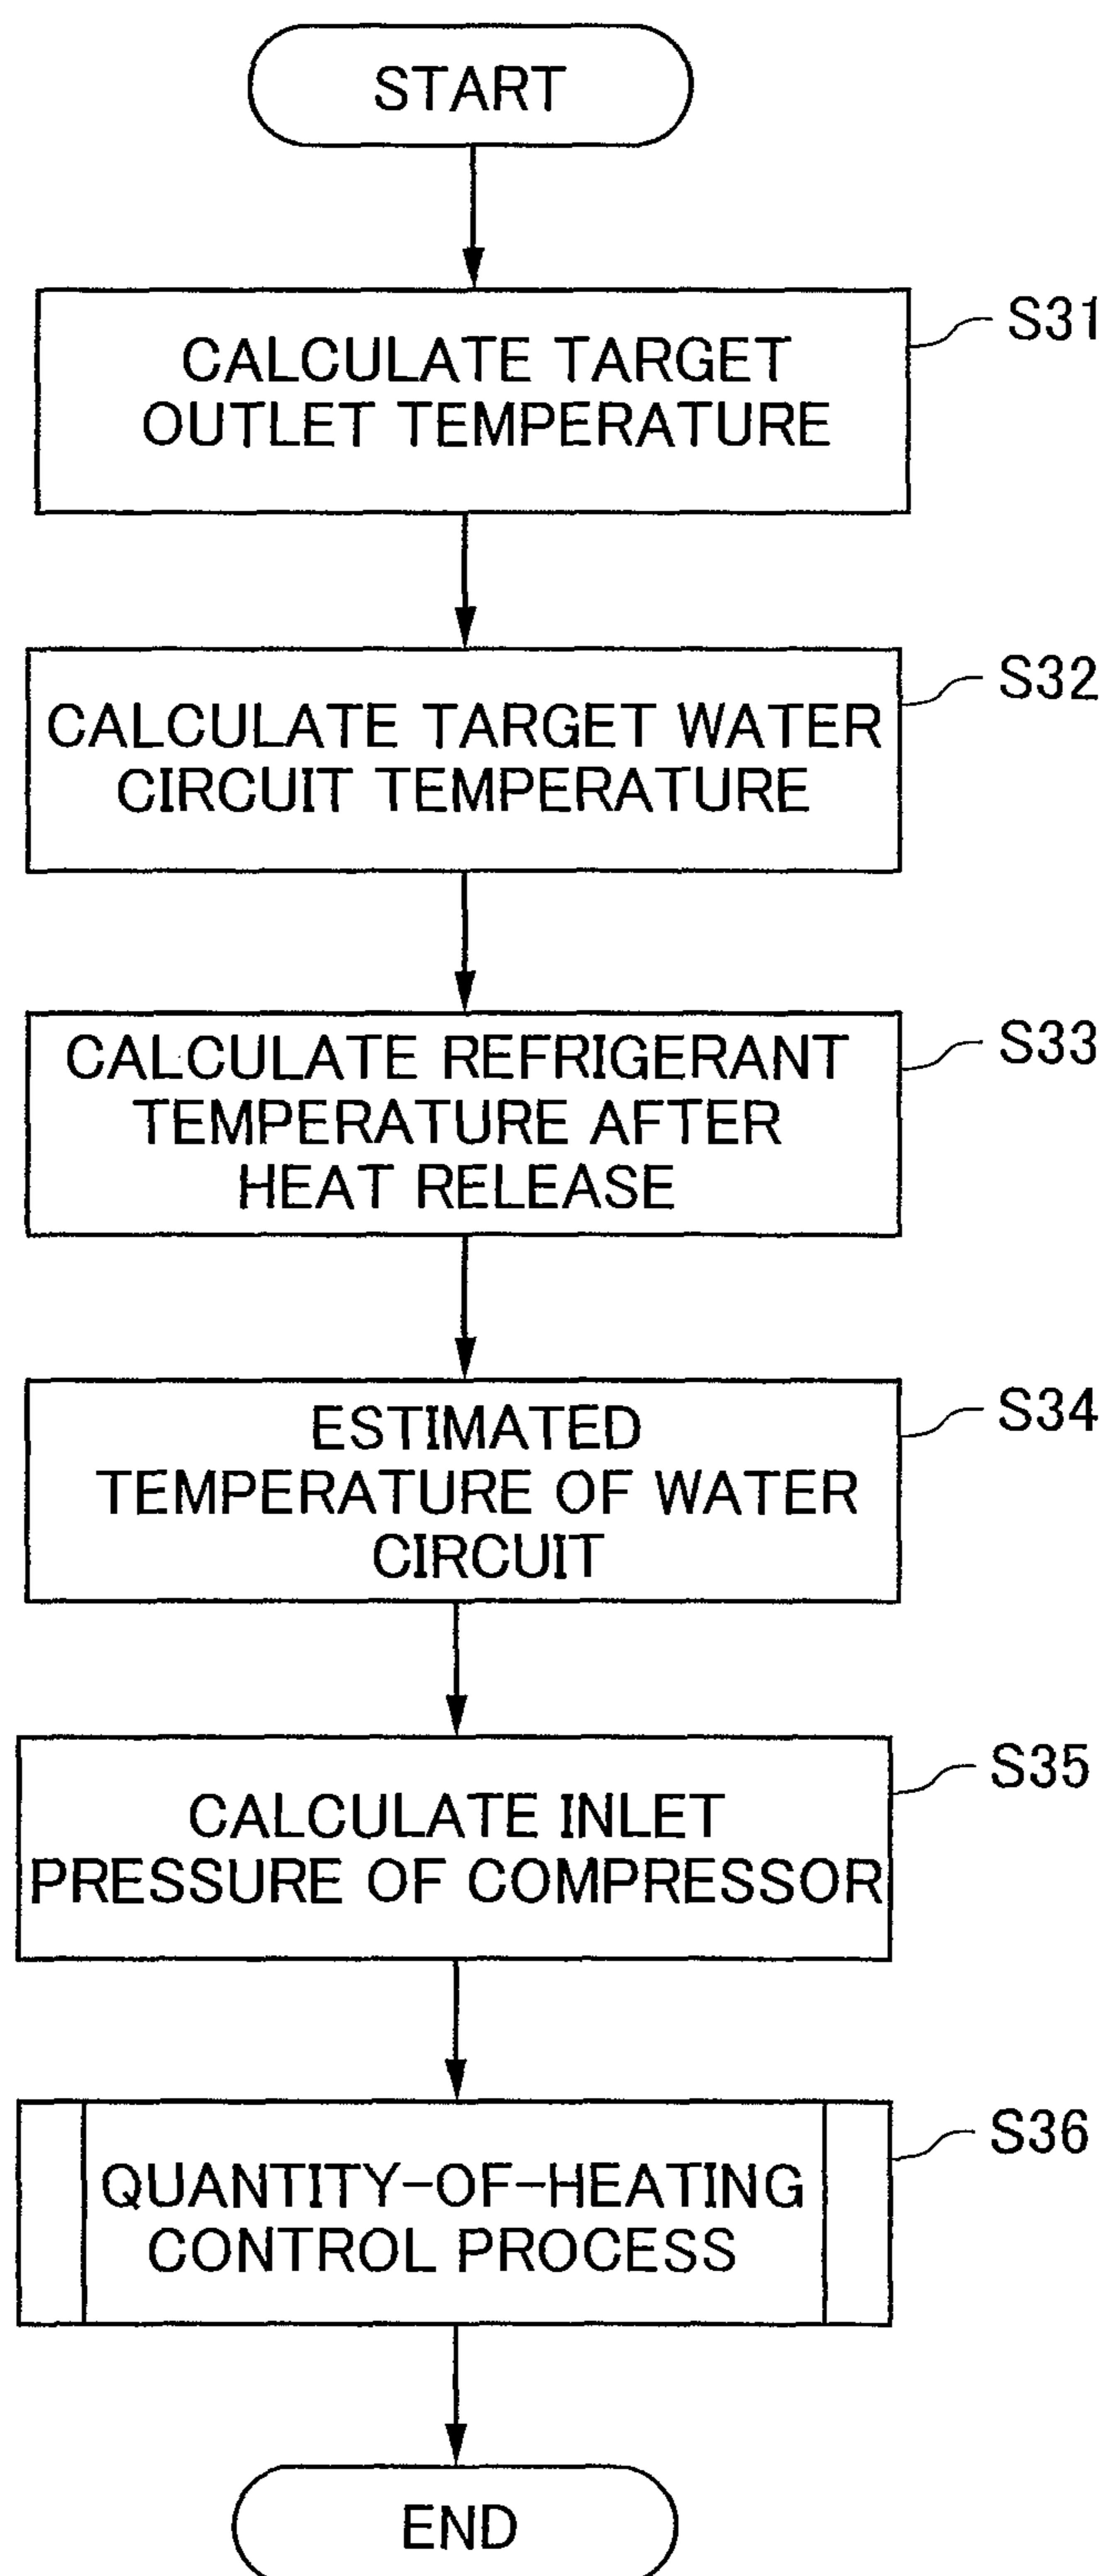 START
S31
CALCULATE TARGET
OUTLET TEMPERATURE
S32
CALCULATE TARGET WATER
CIRCUIT TEMPERATURE
S33
CALCULATE REFRIGERANT
TEMPERATURE AFTER
HEAT RELEASE
S34
ESTIMATED
TEMPERATURE OF WATER
CIRCUIT
S35
CALCULATE INLET
PRESSURE OF COMPRESSOR
S36
QUANTITY-OF-HEATING
CONTROL PROCESS
END